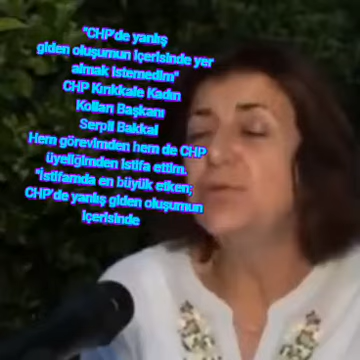 "CHP'de yanlış
giden oluşumun içerisinde yer
almak istemedim"
CHP Kırıkkale Kadın
Kolları Başkanı
Serpil Bakkal
Hem görevimden hem de CHP
üyeliğimden istifa ettim.
"İstifamda en büyük etken;
CHP'de yanlış giden oluşumun
içerisinde